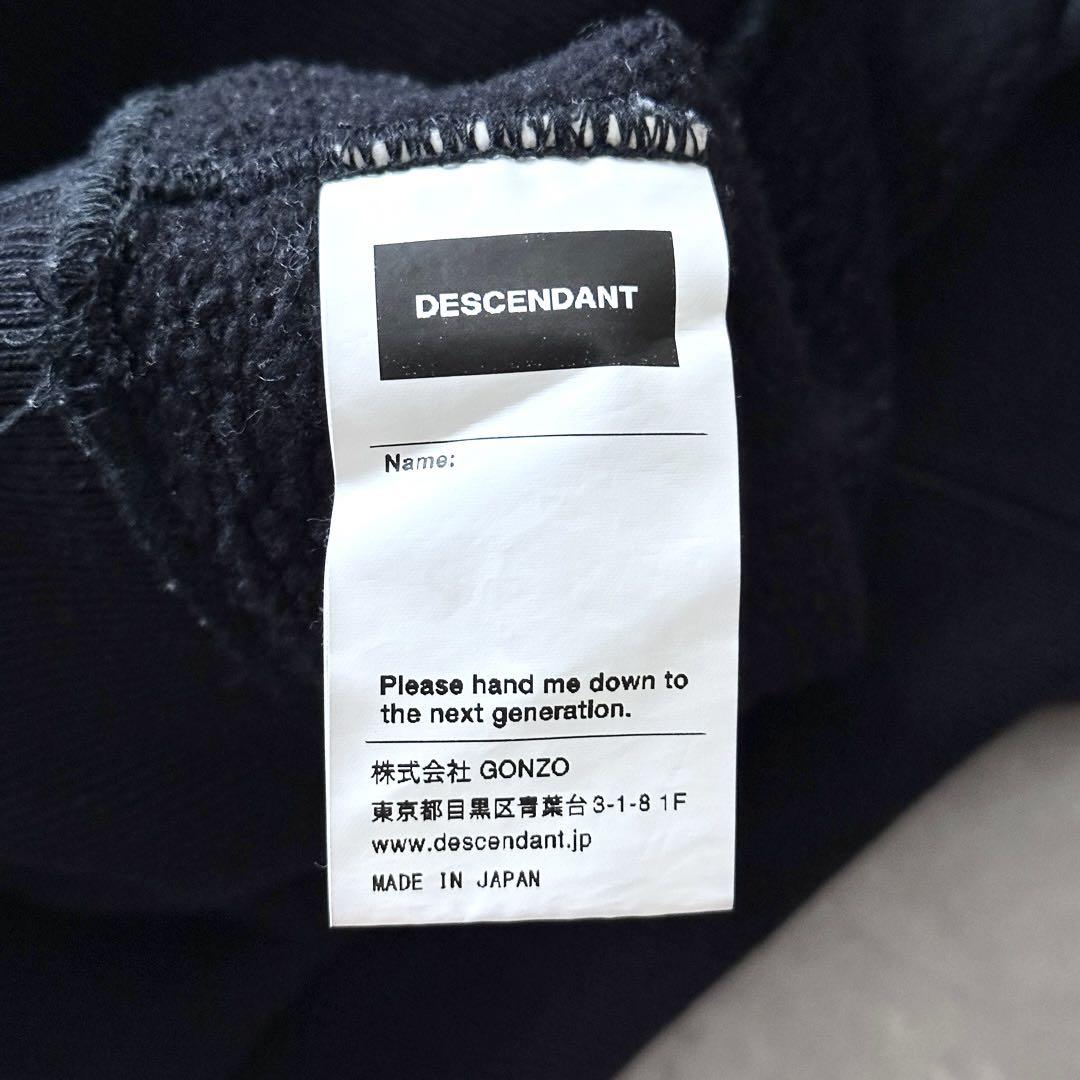 DESCENDANT
Name:
Please hand me down to
the next generation.
株式会社 GONZO
東京都目黒区青葉台3-1-8 1F
www.descendant.jp
MADE IN JAPAN